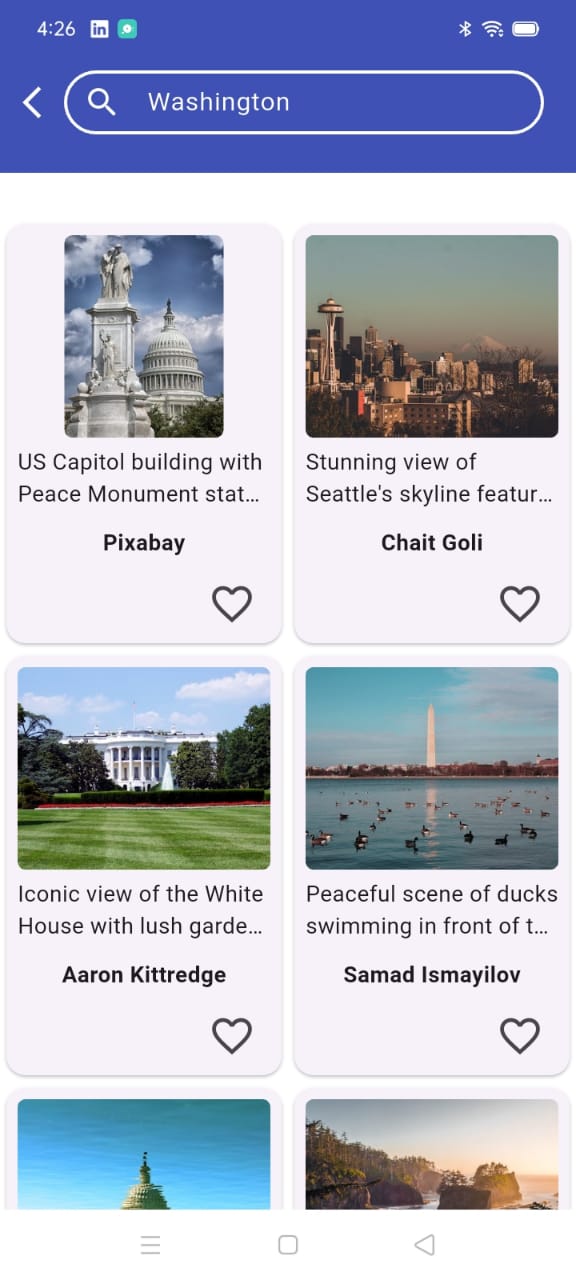 4:26
in
Washington
US Capitol building with
Peace Monument stat...
Pixabay
Stunning view of
Seattle's skyline featur...
Chait Goli
Iconic view of the White
House with lush garde...
Aaron Kittredge
Peaceful scene of ducks
swimming in front of t...
Samad Ismayilov